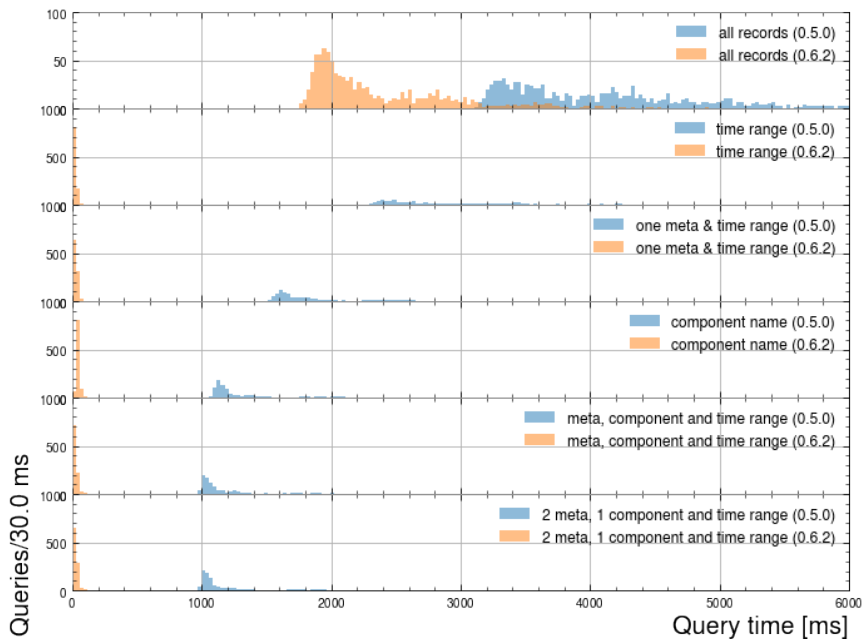 100
all records (0.5.0)
all records (0.6.2)
50
1000
time range (0.5.0)
time range (0.6.2)
500
1000
one meta & time range (0.5.0)
one meta & time range (0.6.2)
500
1000
component name (0.5.0)
component name (0.6.2)
500
1000
meta, component and time range (0.5.0)
meta, component and time range (0.6.2)
500
1000
2 meta, 1 component and time range (0.5.0)
2 meta, 1 component and time range (0.6.2)
500
0
0 1000 2000 3000 4000 5000 6000
Queries/30.0 ms
Query time [ms]